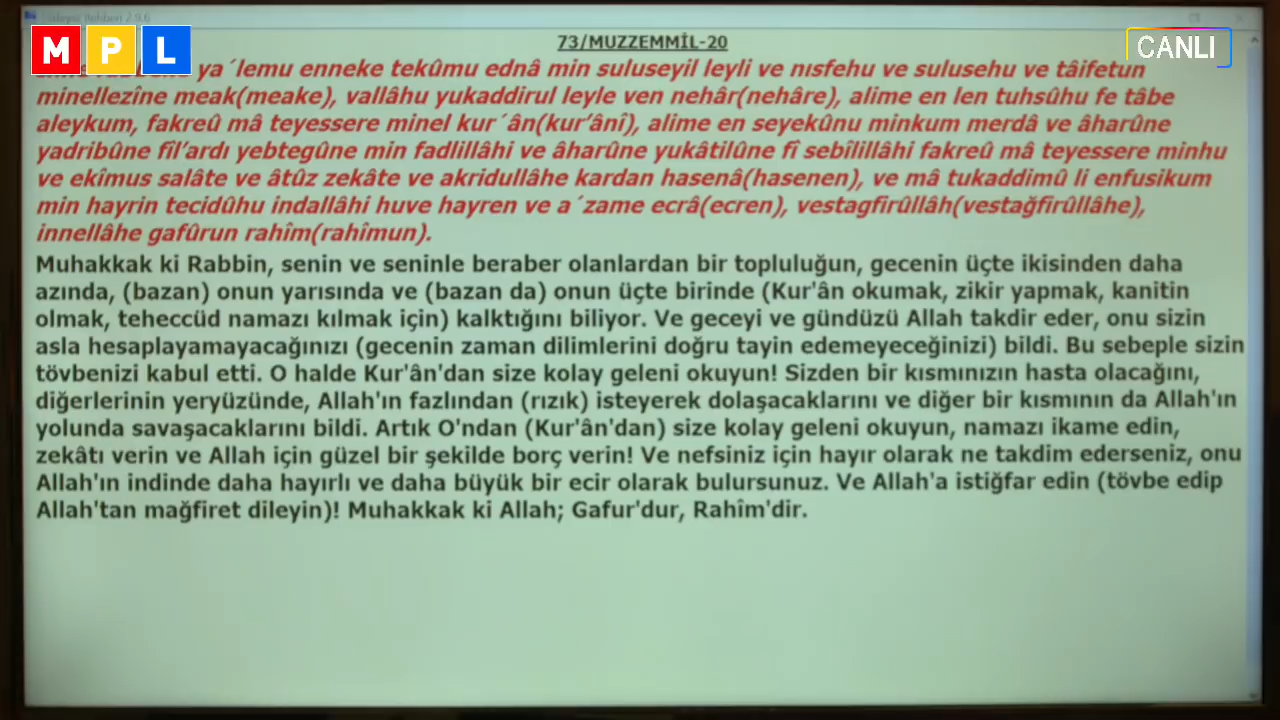 MPL
CANLI
73/MUZZEMMİL-20
ya´lemu enneke tekûmu ednâ min suluseyil leyli ve nısfehu ve sulusehu ve tâifetun
minellezîne meak(meake), vallâhu yukaddirul leyle ven nehâr(nehâre), alime en len tuhsûhu fe tâbe
aleykum, fakreû mâ teyessere minel kur´ân(kur’ânî), alime en seyekûnu minkum merdâ ve âharûne
yadribûne fîl’ardı yebtegûne min fadlillâhi ve âharûne yukâtilûne fî sebîlillâhi fakreû mâ teyessere minhu
ve ekîmus salâte ve âtûz zekâte ve akridullâhe kardan hasenâ(hasenen), ve mâ tukaddimû li enfusikum
min hayrin tecidûhu indallâhi huve hayren ve a´zame ecrâ(ecren), vestagfirûllâh(vestağfirûllâhe),
innellâhe gafûrun rahîm(rahîmun).
Muhakkak ki Rabbin, senin ve seninle beraber olanlardan bir topluluğun, gecenin üçte ikisinden daha
azında, (bazan) onun yarısında ve (bazan da) onun üçte birinde (Kur'ân okumak, zikir yapmak, kanitin
olmak, teheccüd namazı kılmak için) kalktığını biliyor. Ve geceyi ve gündüzü Allah takdir eder, onu sizin
asla hesaplayamayacağınızı (gecenin zaman dilimlerini doğru tayin edemeyeceğinizi) bildi. Bu sebeple sizin
tövbenizi kabul etti. O halde Kur'ân'dan size kolay geleni okuyun! Sizden bir kısmınızın hasta olacağını,
diğerlerinin yeryüzünde, Allah'ın fazlından (rızık) isteyerek dolaşacaklarını ve diğer bir kısmının da Allah'ın
yolunda savaşacaklarını bildi. Artık O'ndan (Kur'ân'dan) size kolay geleni okuyun, namazı ikame edin,
zekâtı verin ve Allah için güzel bir şekilde borç verin! Ve nefsiniz için hayır olarak ne takdim ederseniz, onu
Allah'ın indinde daha hayırlı ve daha büyük bir ecir olarak bulursunuz. Ve Allah'a istiğfar edin (tövbe edip
Allah'tan mağfiret dileyin)! Muhakkak ki Allah; Gafur'dur, Rahîm'dir.